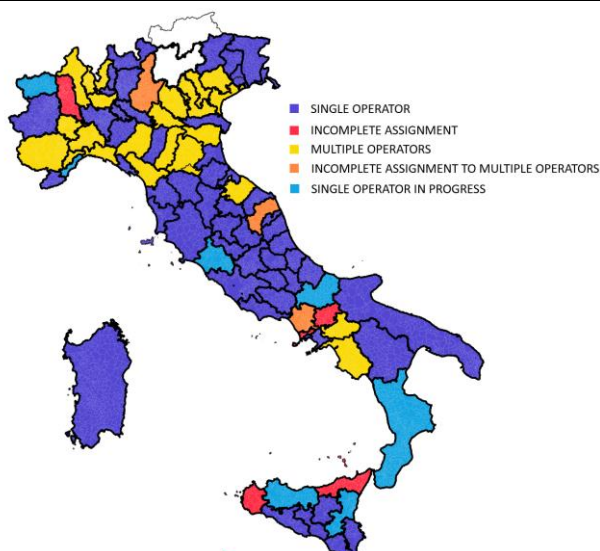 SINGLE OPERATOR
INCOMPLETE ASSIGNMENT
MULTIPLE OPERATORS
INCOMPLETE ASSIGNMENT TO MULTIPLE OPERATORS
SINGLE OPERATOR IN PROGRESS